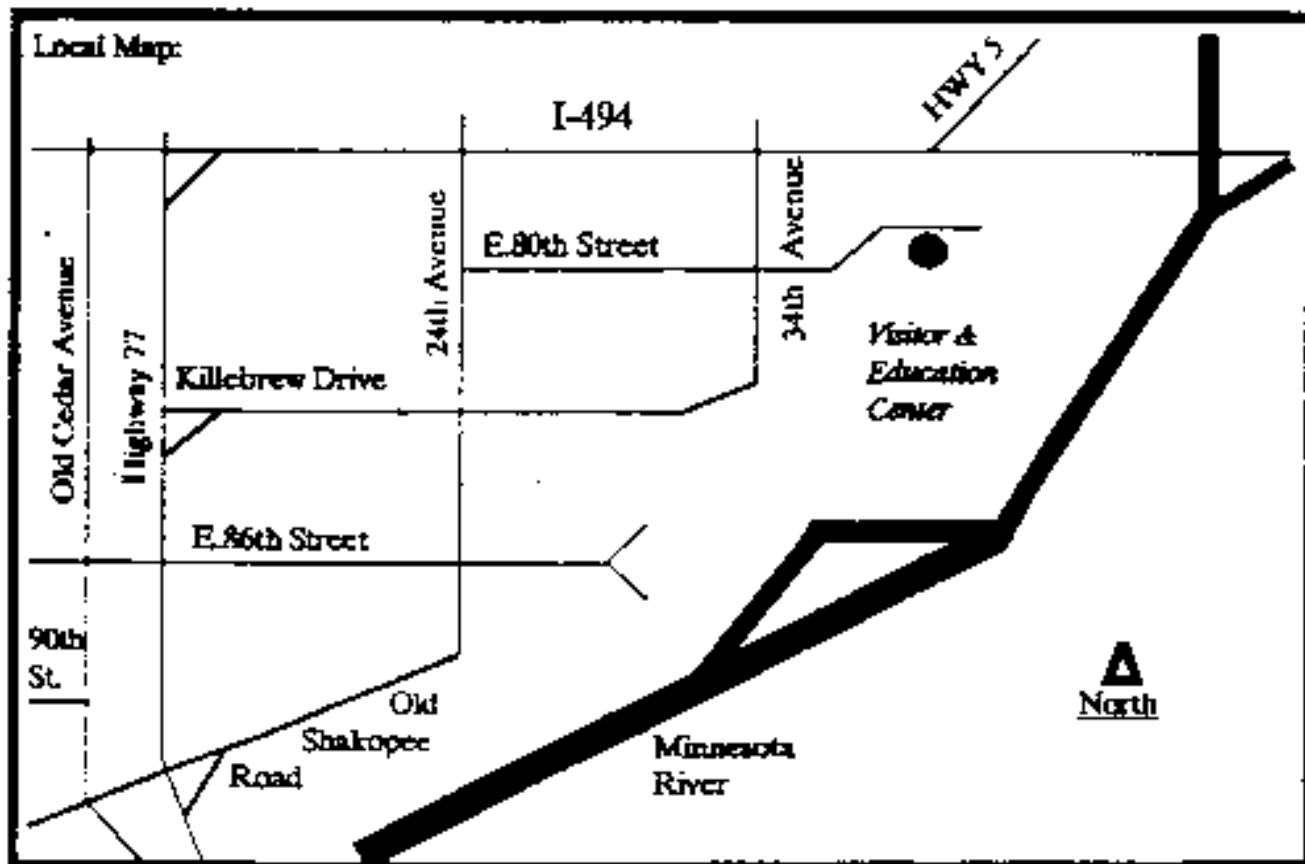 Local Map:
HWY 5
I-494
24th Avenue
34th Avenue
E.80th Street
Old Cedar Avenue
Highway 77
Visitor &
Education
Center
Killebrew Drive
E.86th Street
90th
St.
Old
Shakopee
Road
Minnesota
River
North